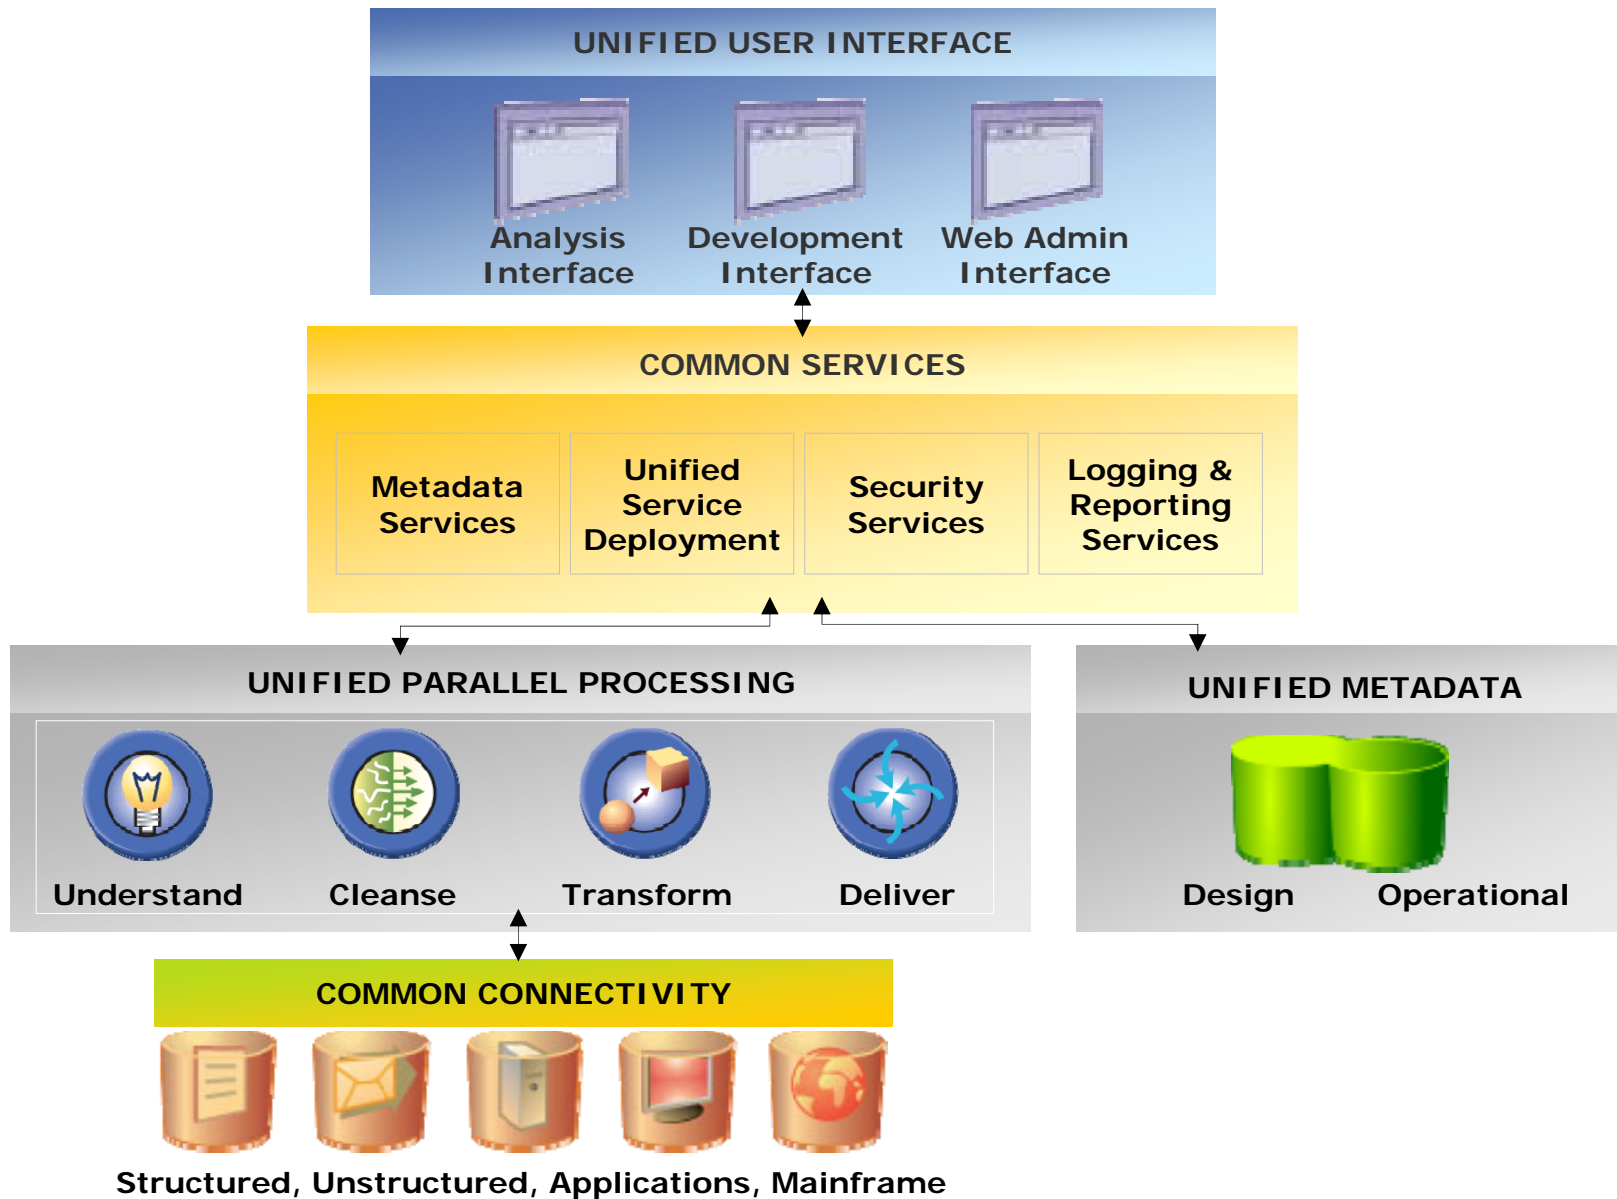 UNIFIED USER INTERFACE
Analysis
Interface
Development
Interface
Web Admin
Interface
COMMON SERVICES
Metadata
Services
Unified
Service
Deployment
Security
Services
Logging &
Reporting
Services
UNIFIED PARALLEL PROCESSING
Understand
Cleanse
Transform
Deliver
UNIFIED METADATA
Design
Operational
COMMON CONNECTIVITY
Structured, Unstructured, Applications, Mainframe